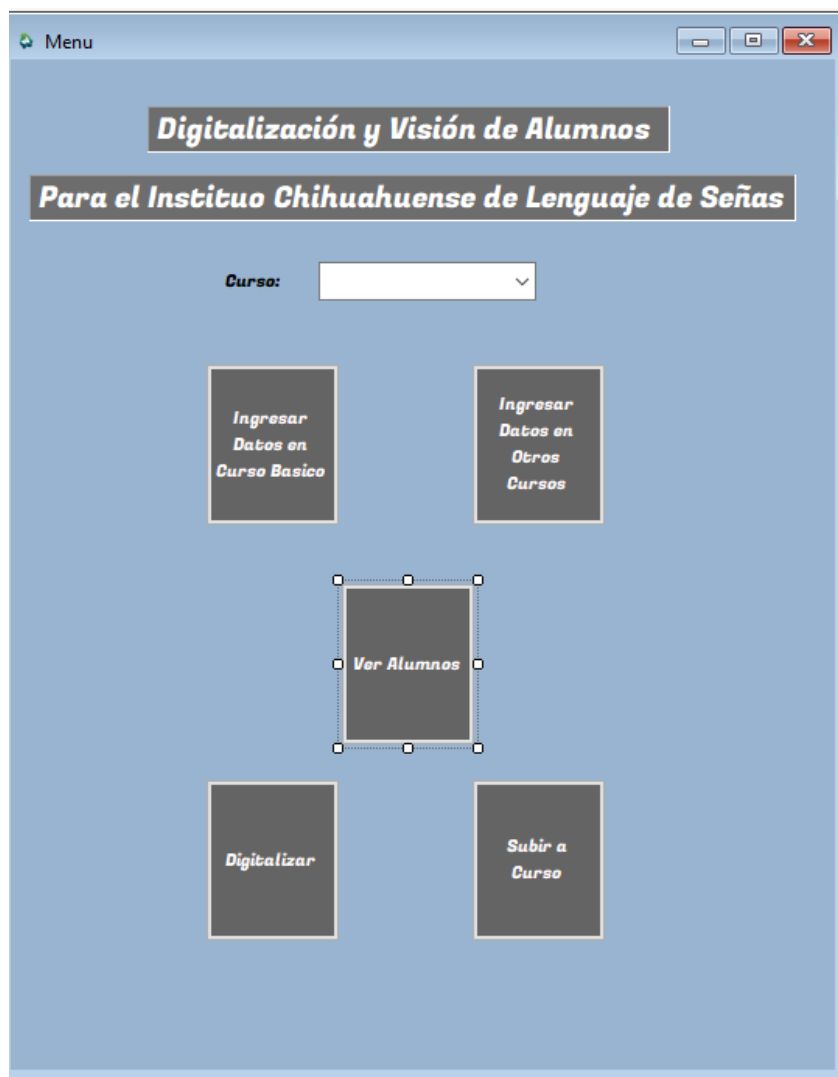 Menu
Digitalización y Visión de Alumnos
Para el Instituo Chihuahuense de Lenguaje de Señas
Curso:
Ingresar
Datos en
Curso Basico
Ingresar
Datos en
Otros
Cursos
Ver Alumnos
Digitalizar
Subir a
Curso